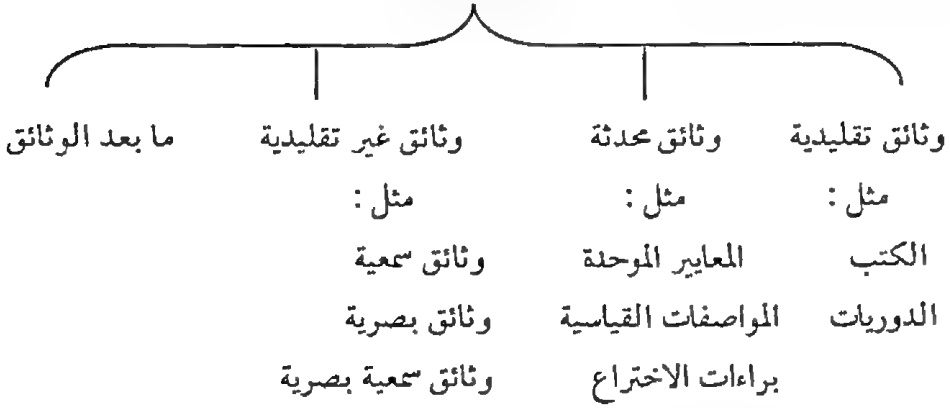 وثائق تقليدية وثائق محدثة وثائق غير تقليدية ما بعد الوثائق
مثل : مثل : مثل :
الكتب المعايير الموحدة وثائق سمعية
الدوريات المواصفات القياسية وثائق بصرية
براءات الاختراع وثائق سمعية بصرية